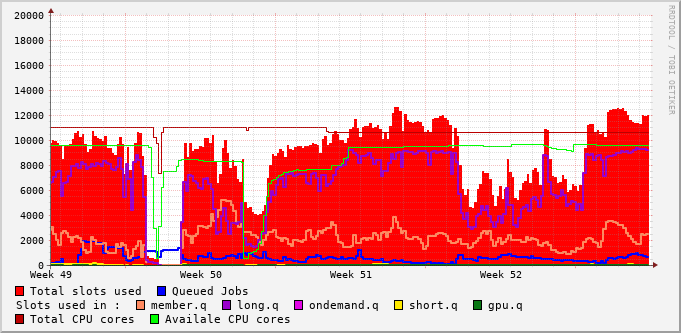 20000
18000
16000
14000
12000
10000
8000
6000
4000
2000
0
Week 49 Week 50 Week 51 Week 52
Total slots used Queued Jobs
Slots used in : member.q long.q ondemand.q short.q gpu.q
Total CPU cores Availale CPU cores
RRDTOOL / TOBI OETIKER